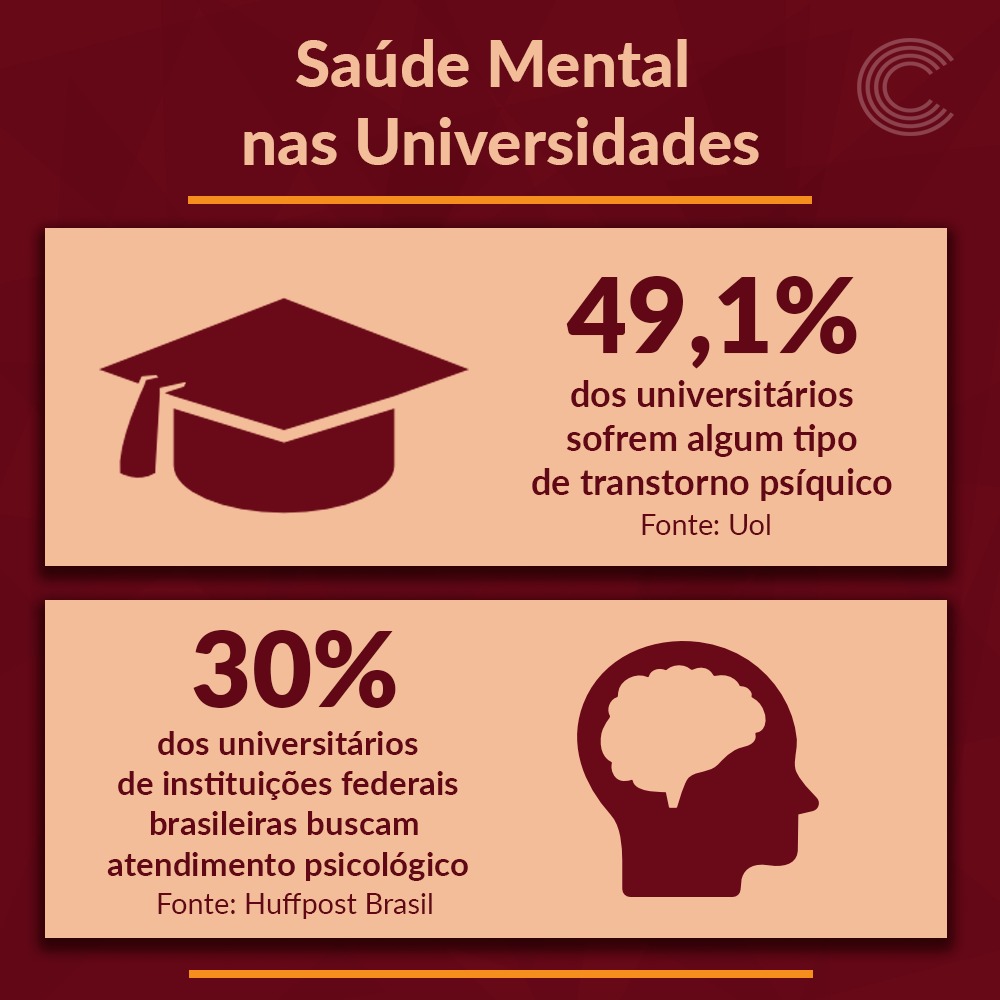 Saúde Mental
nas Universidades
49,1%
dos universitários
sofrem algum tipo
de transtorno psíquico
Fonte: Uol
30%
dos universitários
de instituições federais
brasileiras buscam
atendimento psicológico
Fonte: Huffpost Brasil